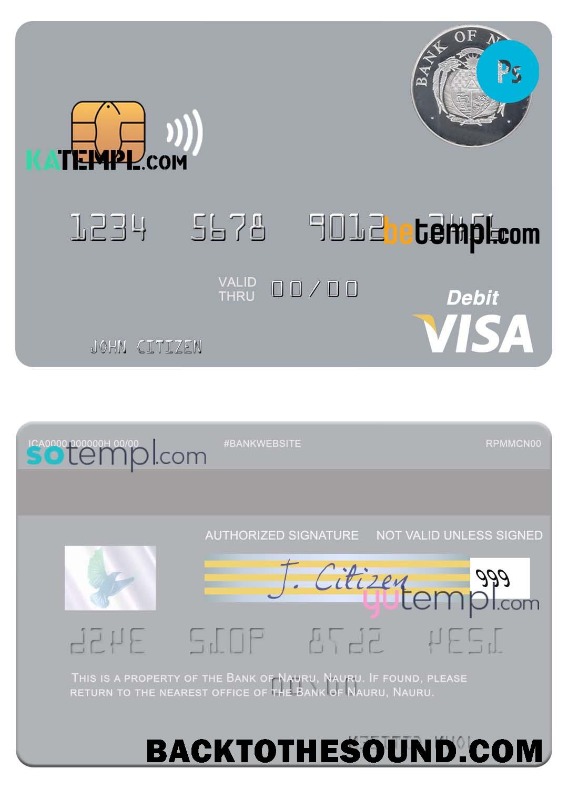 BANK OF N
Ps
KATEMPL.COM
1234 5678 9012 3456
betempl.com
VALID
THRU 00/00
Debit
VISA
JOHN CITIZEN
ICA0000 000000H 00/00 #BANKWEBSITE RPMMCN00
sotempl.com
AUTHORIZED SIGNATURE NOT VALID UNLESS SIGNED
J. Citizen 999
yutempl.com
THIS IS A PROPERTY OF THE BANK OF NAURU, NAURU. IF FOUND, PLEASE
RETURN TO THE NEAREST OFFICE OF THE BANK OF NAURU, NAURU.
BACKTOTHESOUND.COM